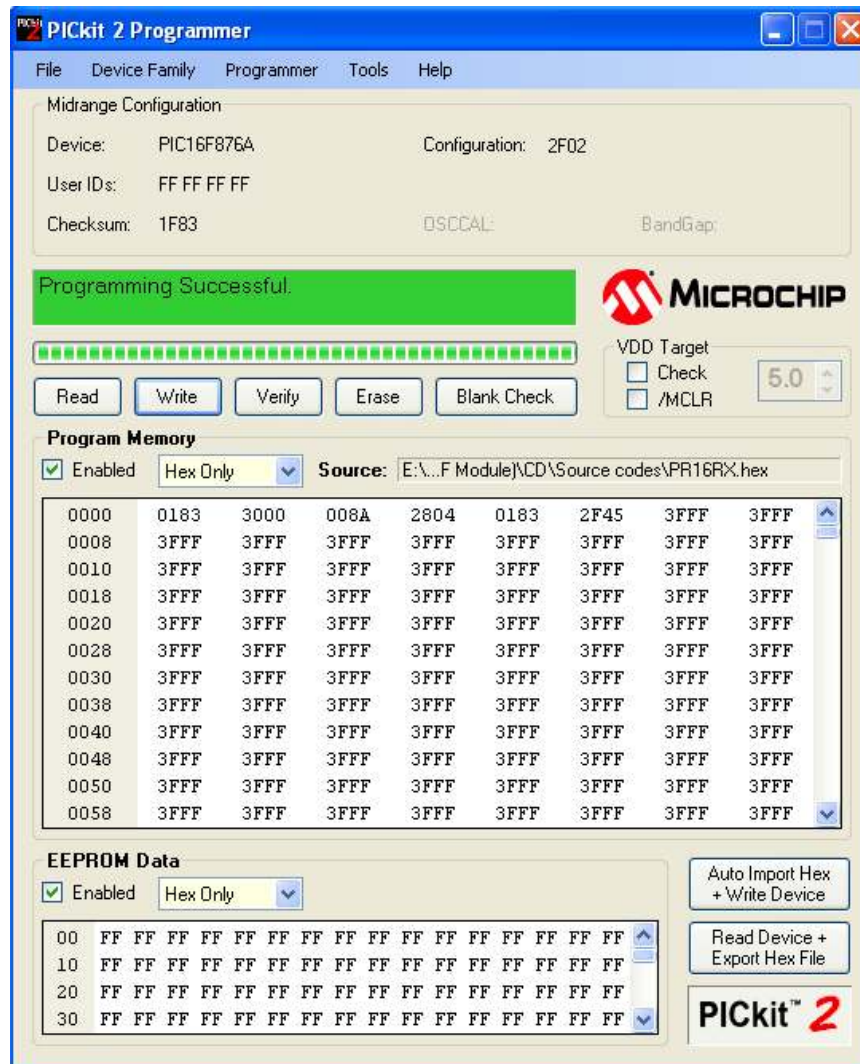 PICkit 2 Programmer
File Device Family Programmer Tools Help
Midrange Configuration
Device: PIC16F876A Configuration: 2F02
User IDs: FF FF FF FF
Checksum: 1F83 OSCCAL: BandGap:
Programming Successful.
MICROCHIP
VDD Target
Check
/MCLR
5.0
Read Write Verify Erase Blank Check
Program Memory
Enabled Hex Only Source: E:\...F Module)\CD\Source codes\PR16RX.hex
0000 0183 3000 008A 2804 0183 2F45 3FFF 3FFF
0008 3FFF 3FFF 3FFF 3FFF 3FFF 3FFF 3FFF 3FFF
0010 3FFF 3FFF 3FFF 3FFF 3FFF 3FFF 3FFF 3FFF
0018 3FFF 3FFF 3FFF 3FFF 3FFF 3FFF 3FFF 3FFF
0020 3FFF 3FFF 3FFF 3FFF 3FFF 3FFF 3FFF 3FFF
0028 3FFF 3FFF 3FFF 3FFF 3FFF 3FFF 3FFF 3FFF
0030 3FFF 3FFF 3FFF 3FFF 3FFF 3FFF 3FFF 3FFF
0038 3FFF 3FFF 3FFF 3FFF 3FFF 3FFF 3FFF 3FFF
0040 3FFF 3FFF 3FFF 3FFF 3FFF 3FFF 3FFF 3FFF
0048 3FFF 3FFF 3FFF 3FFF 3FFF 3FFF 3FFF 3FFF
0050 3FFF 3FFF 3FFF 3FFF 3FFF 3FFF 3FFF 3FFF
0058 3FFF 3FFF 3FFF 3FFF 3FFF 3FFF 3FFF 3FFF
EEPROM Data
Enabled Hex Only
00 FF FF FF FF FF FF FF FF FF FF FF FF FF FF FF FF
10 FF FF FF FF FF FF FF FF FF FF FF FF FF FF FF FF
20 FF FF FF FF FF FF FF FF FF FF FF FF FF FF FF FF
30 FF FF FF FF FF FF FF FF FF FF FF FF FF FF FF FF
Auto Import Hex
+ Write Device
Read Device +
Export Hex File
PICkit™ 2